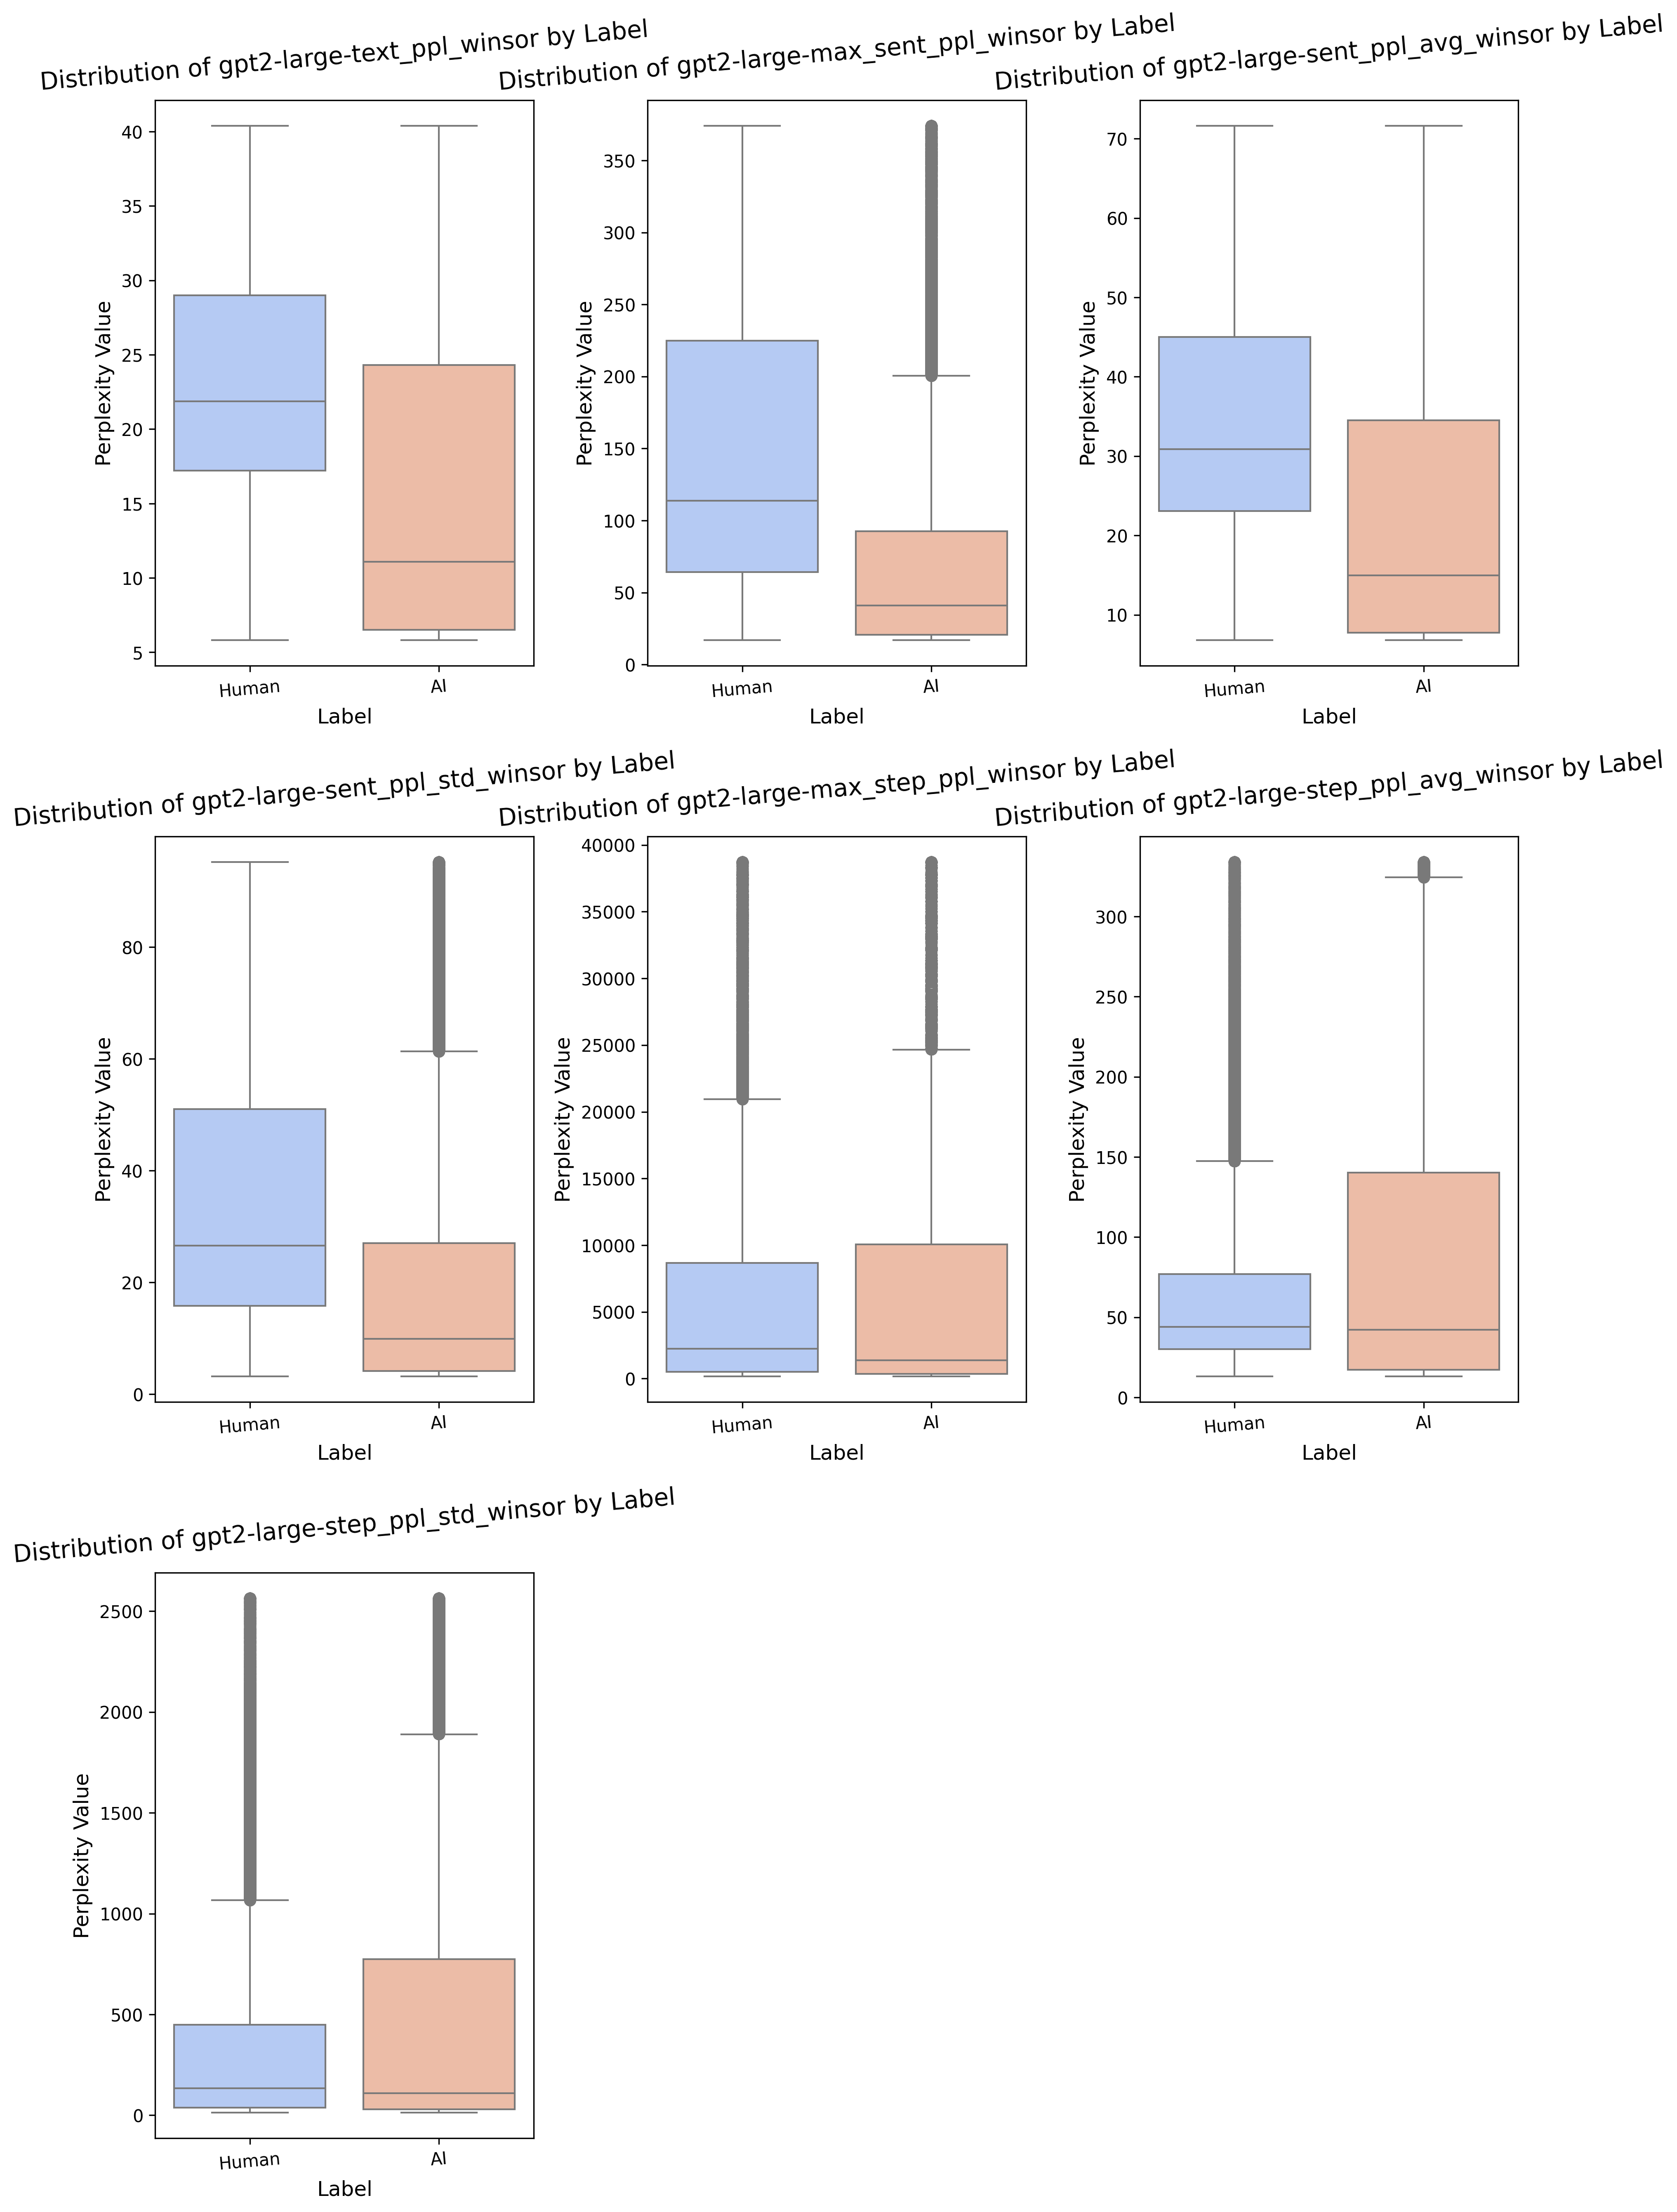 Distribution of gpt2-large-text_ppl_winsor by Label
40
35
30
25
20
15
10
5
Perplexity Value
Human
AI
Label
Distribution of gpt2-large-max_sent_ppl_winsor by Label
350
300
250
200
150
100
50
0
Perplexity Value
Human
AI
Label
Distribution of gpt2-large-sent_ppl_avg_winsor by Label
70
60
50
40
30
20
10
Perplexity Value
Human
AI
Label
Distribution of gpt2-large-sent_ppl_std_winsor by Label
80
60
40
20
0
Perplexity Value
Human
AI
Label
Distribution of gpt2-large-max_step_ppl_winsor by Label
40000
35000
30000
25000
20000
15000
10000
5000
0
Perplexity Value
Human
AI
Label
Distribution of gpt2-large-step_ppl_avg_winsor by Label
300
250
200
150
100
50
0
Perplexity Value
Human
AI
Label
Distribution of gpt2-large-step_ppl_std_winsor by Label
2500
2000
1500
1000
500
0
Perplexity Value
Human
AI
Label